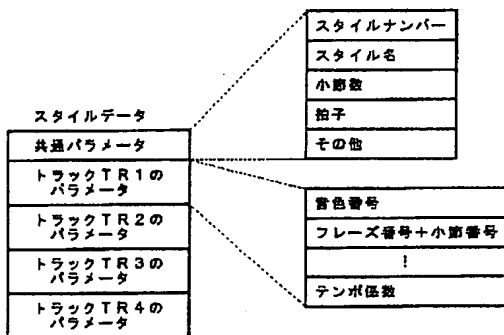 スタイルナンバー
スタイル名
小節数
拍子
その他
スタイルデータ
共通パラメータ
トラックTR1の
パラメータ
トラックTR2の
パラメータ
トラックTR3の
パラメータ
トラックTR4の
パラメータ
音色番号
フレーズ番号+小節番号
⋮
テンポ係数